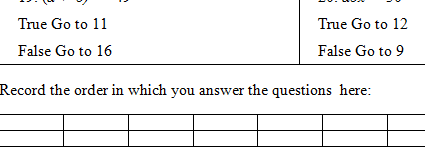 True Go to 11
False Go to 16
True Go to 12
False Go to 9
Record the order in which you answer the questions here: